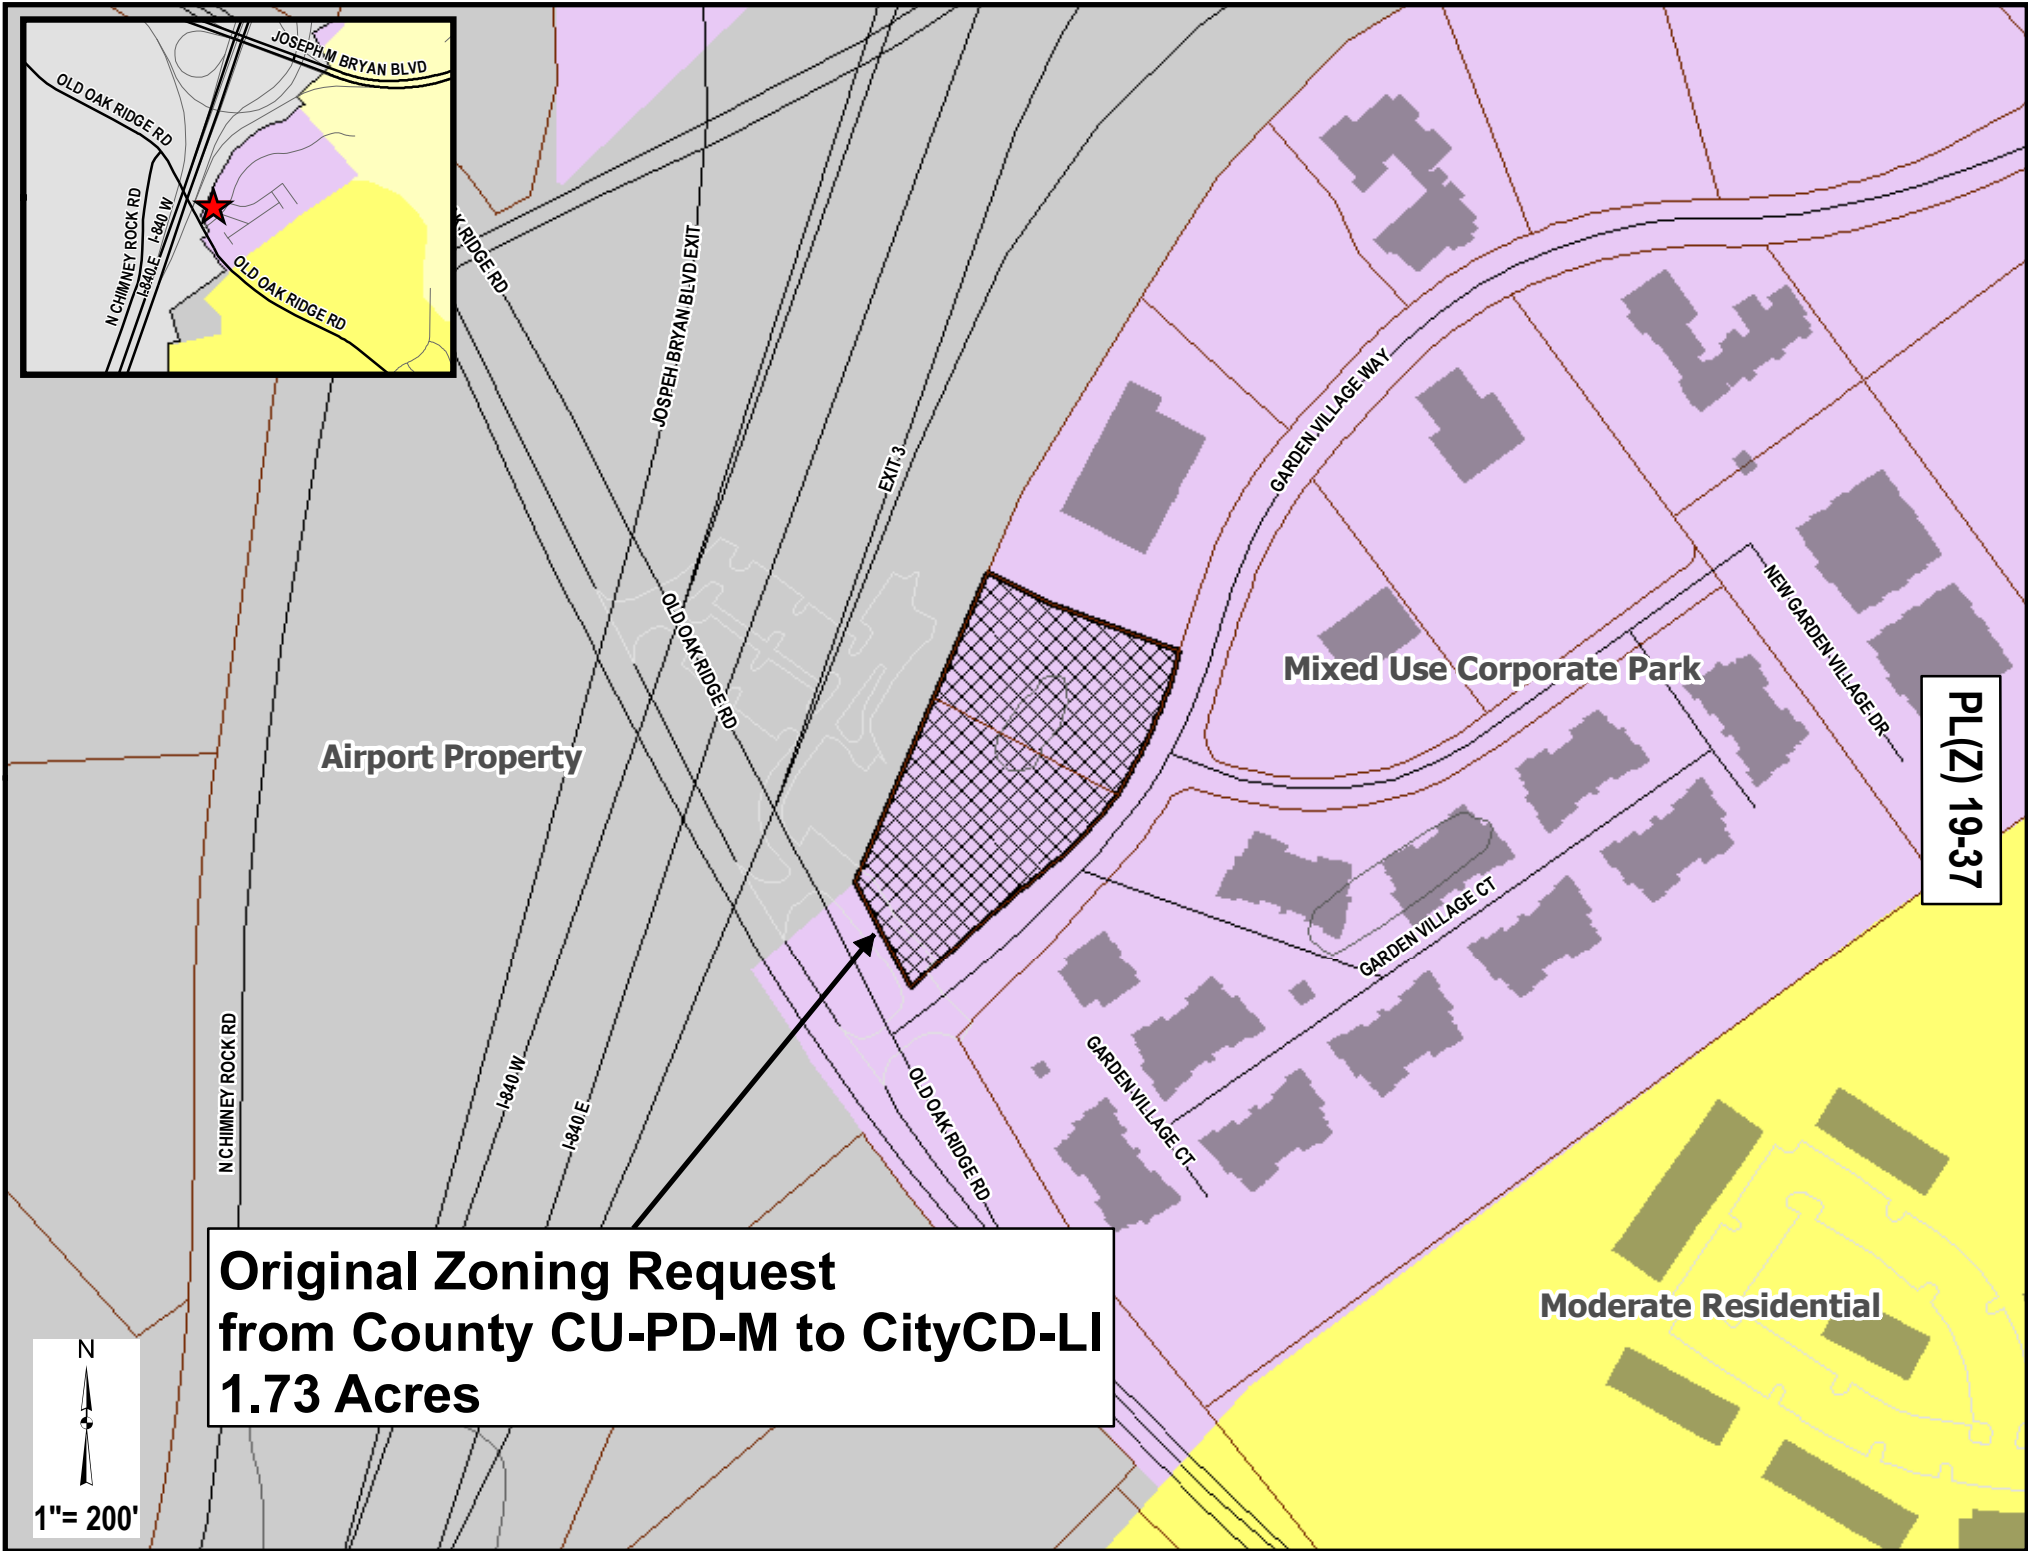 JOSEPH M BRYAN BLVD
OLD OAK RIDGE RD
N CHIMNEY ROCK RD
I-840 E
I-840 W
OLD OAK RIDGE RD
AK RIDGE RD
JOSPEH BRYAN BLVD EXIT
EXIT 3
GARDEN VILLAGE WAY
OLD OAK RIDGE RD
NEW GARDEN VILLAGE DR
Mixed Use Corporate Park
Airport Property
PL(Z) 19-37
GARDEN VILLAGE CT
GARDEN VILLAGE CT
N CHIMNEY ROCK RD
I-840 W
I-840 E
OLD OAK RIDGE RD
Moderate Residential
Original Zoning Request
from County CU-PD-M to CityCD-LI
1.73 Acres
N
1"= 200'